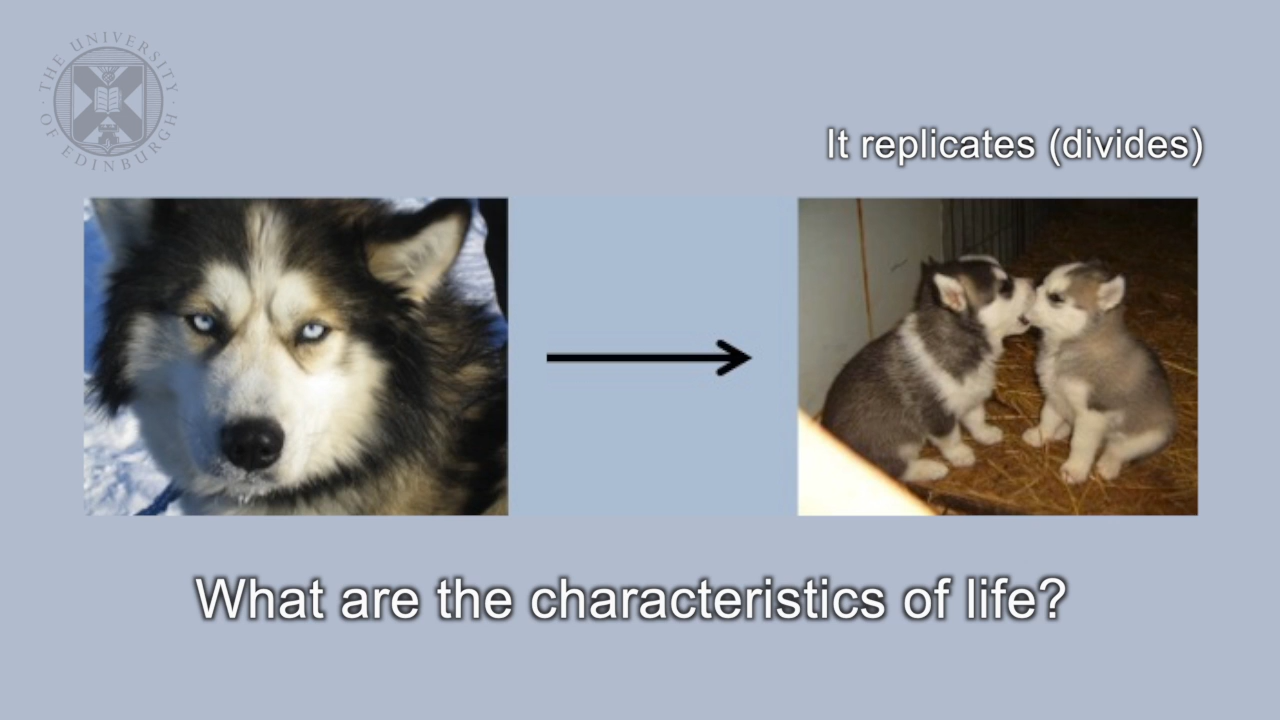 THE UNIVERSITY OF EDINBURGH
It replicates (divides)
What are the characteristics of life?